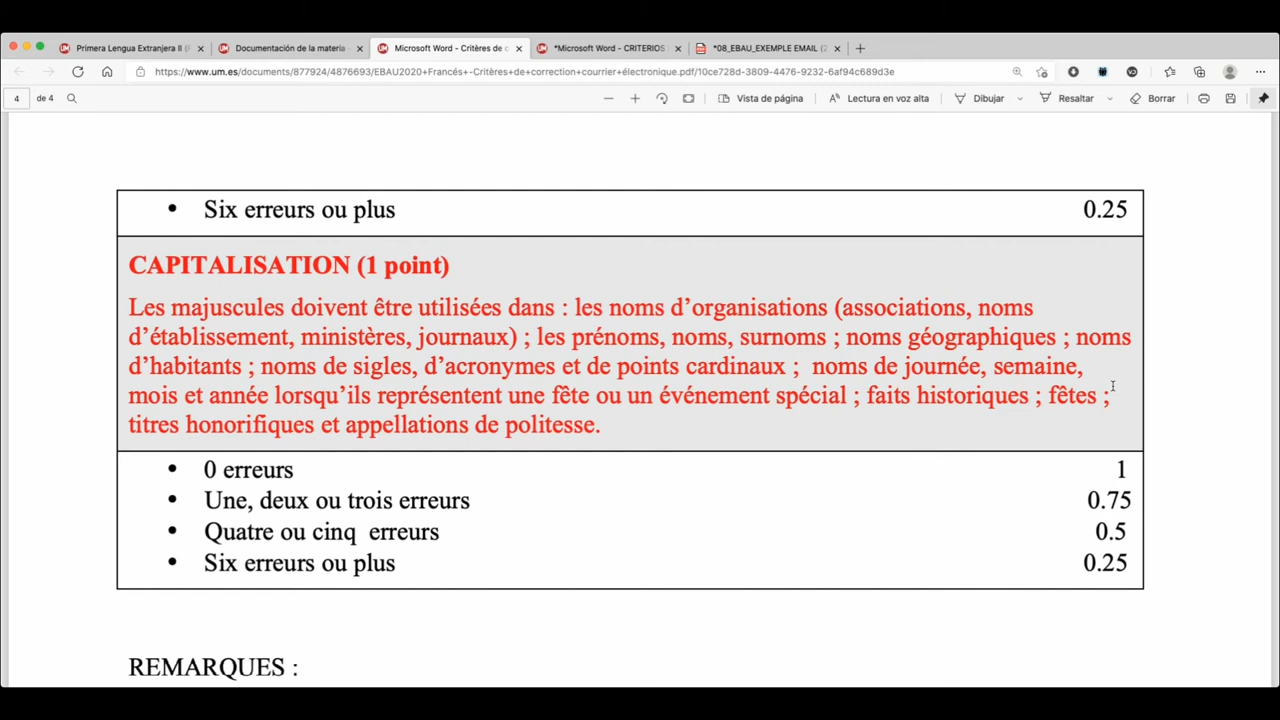 Primera Lengua Extranjera II (F
Documentación de la materia -
Microsoft Word - Critères de c
*Microsoft Word - CRITERIOS
*08_EBAU_EXEMPLE EMAIL (2
https://www.um.es/documents/877924/4876693/EBAU2020+Francés+-Critères+de+correction+courrier+électronique.pdf/10ce728d-3809-4476-9232-6af94c689d3e
4 de 4 Vista de página Lectura en voz alta Dibujar Resaltar Borrar
• Six erreurs ou plus 0.25
CAPITALISATION (1 point)
Les majuscules doivent être utilisées dans : les noms d’organisations (associations, noms
d’établissement, ministères, journaux) ; les prénoms, noms, surnoms ; noms géographiques ; noms
d’habitants ; noms de sigles, d’acronymes et de points cardinaux ; noms de journée, semaine,
mois et année lorsqu’ils représentent une fête ou un événement spécial ; faits historiques ; fêtes ;
titres honorifiques et appellations de politesse.
• 0 erreurs 1
• Une, deux ou trois erreurs 0.75
• Quatre ou cinq erreurs 0.5
• Six erreurs ou plus 0.25
REMARQUES :